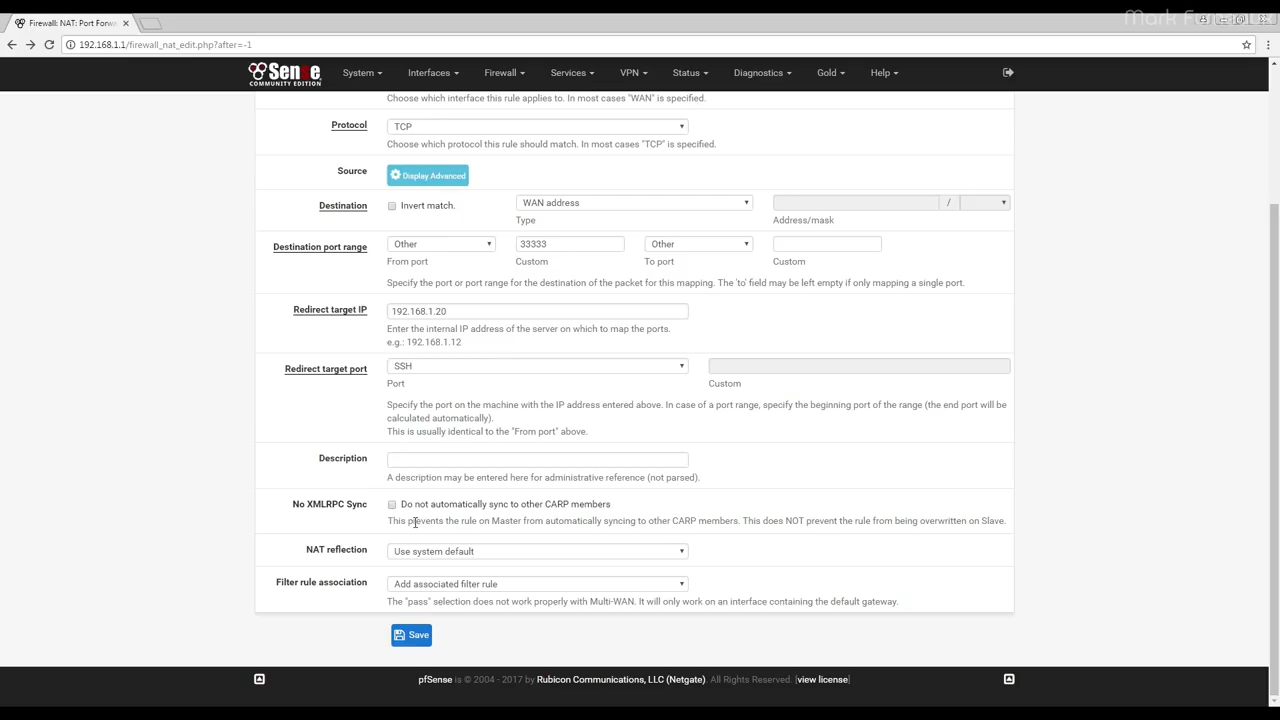 Firewall: NAT: Port Forwa
192.168.1.1/firewall_nat_edit.php?after=-1
Sense
COMMUNITY EDITION
System Interfaces Firewall Services VPN Status Diagnostics Gold Help
Choose which interface this rule applies to. In most cases "WAN" is specified.
Protocol
TCP
Choose which protocol this rule should match. In most cases "TCP" is specified.
Source
Display Advanced
Destination
Invert match.
WAN address
/
Type
Address/mask
Destination port range
Other
33333
Other
From port
Custom
To port
Custom
Specify the port or port range for the destination of the packet for this mapping. The 'to' field may be left empty if only mapping a single port.
Redirect target IP
192.168.1.20
Enter the internal IP address of the server on which to map the ports.
e.g.: 192.168.1.12
Redirect target port
SSH
Port
Custom
Specify the port on the machine with the IP address entered above. In case of a port range, specify the beginning port of the range (the end port will be
calculated automatically).
This is usually identical to the "From port" above.
Description
A description may be entered here for administrative reference (not parsed).
No XMLRPC Sync
Do not automatically sync to other CARP members
This prevents the rule on Master from automatically syncing to other CARP members. This does NOT prevent the rule from being overwritten on Slave.
NAT reflection
Use system default
Filter rule association
Add associated filter rule
The "pass" selection does not work properly with Multi-WAN. It will only work on an interface containing the default gateway.
Save
pfSense is © 2004 - 2017 by Rubicon Communications, LLC (Netgate). All Rights Reserved. [view license]